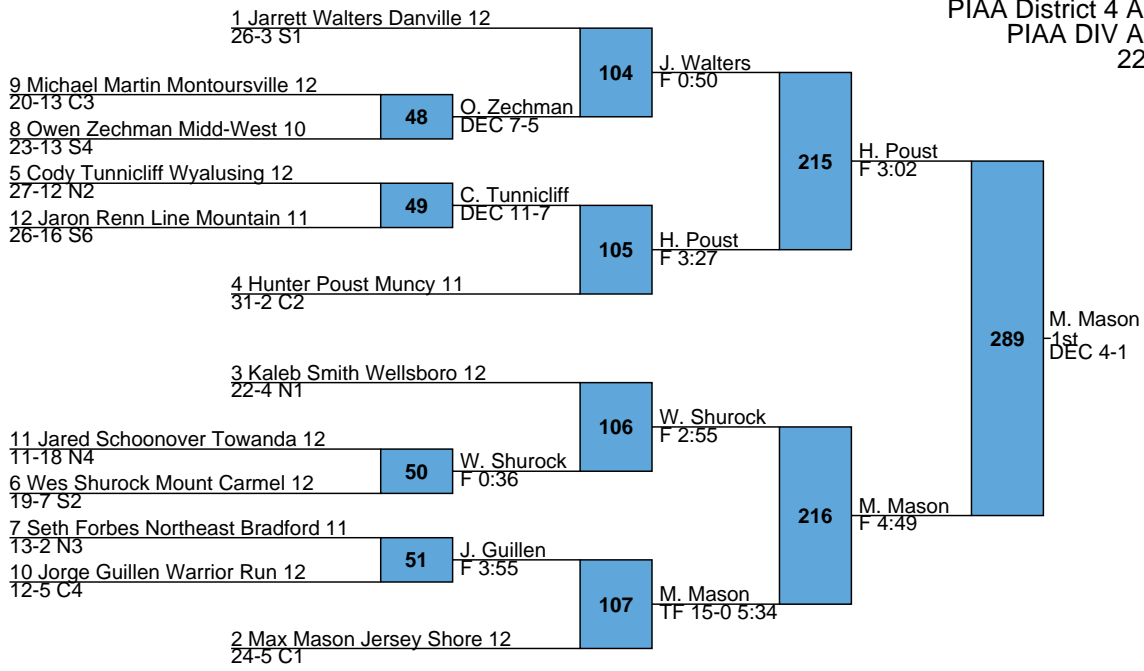 PIAA District 4 A
PIAA DIV A
22
1 Jarrett Walters Danville 12
26-3 S1
104
J. Walters
F 0:50
9 Michael Martin Montoursville 12
20-13 C3
48
O. Zechman
DEC 7-5
8 Owen Zechman Midd-West 10
23-13 S4
215
H. Poust
F 3:02
5 Cody Tunnicliff Wyalusing 12
27-12 N2
49
C. Tunnicliff
DEC 11-7
12 Jaron Renn Line Mountain 11
26-16 S6
105
H. Poust
F 3:27
4 Hunter Poust Muncy 11
31-2 C2
289
M. Mason
1st
DEC 4-1
3 Kaleb Smith Wellsboro 12
22-4 N1
106
W. Shurock
F 2:55
11 Jared Schoonover Towanda 12
11-18 N4
50
W. Shurock
F 0:36
6 Wes Shurock Mount Carmel 12
19-7 S2
216
M. Mason
F 4:49
7 Seth Forbes Northeast Bradford 11
13-2 N3
51
J. Guillen
F 3:55
10 Jorge Guillen Warrior Run 12
12-5 C4
107
M. Mason
TF 15-0 5:34
2 Max Mason Jersey Shore 12
24-5 C1